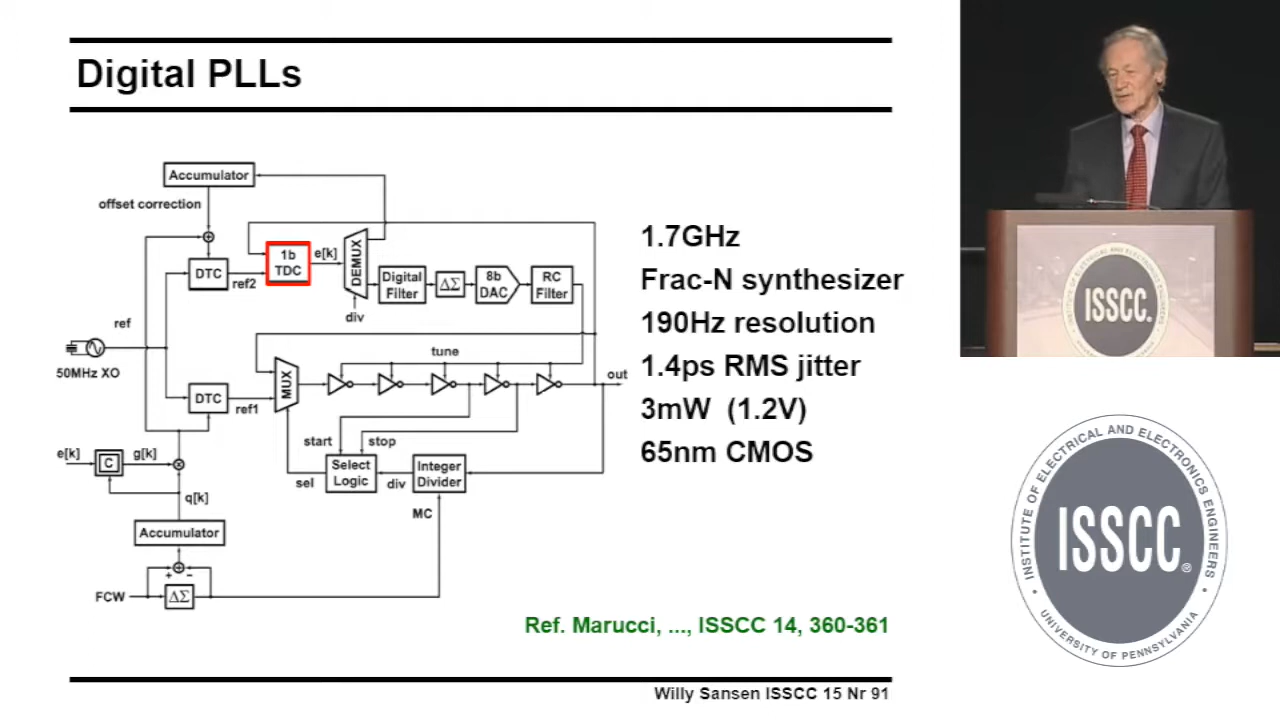 Digital PLLs
Accumulator
offset correction
1b
TDC
e[k]
DEMUX
DTC
ref2
Digital
Filter
ΔΣ
8b
DAC
RC
Filter
div
ref
50MHz XO
tune
MUX
out
DTC
ref1
start
stop
e[k]
C
g[k]
Select
Logic
Integer
Divider
sel
div
q[k]
MC
Accumulator
+
−
FCW
ΔΣ
1.7GHz
Frac-N synthesizer
190Hz resolution
1.4ps RMS jitter
3mW (1.2V)
65nm CMOS
Ref. Marucci, ..., ISSCC 14, 360-361
Willy Sansen ISSCC 15 Nr 91
ISSCC.
INSTITUTE OF ELECTRICAL AND ELECTRONICS ENGINEERS
ISSCC®
UNIVERSITY OF PENNSYLVANIA